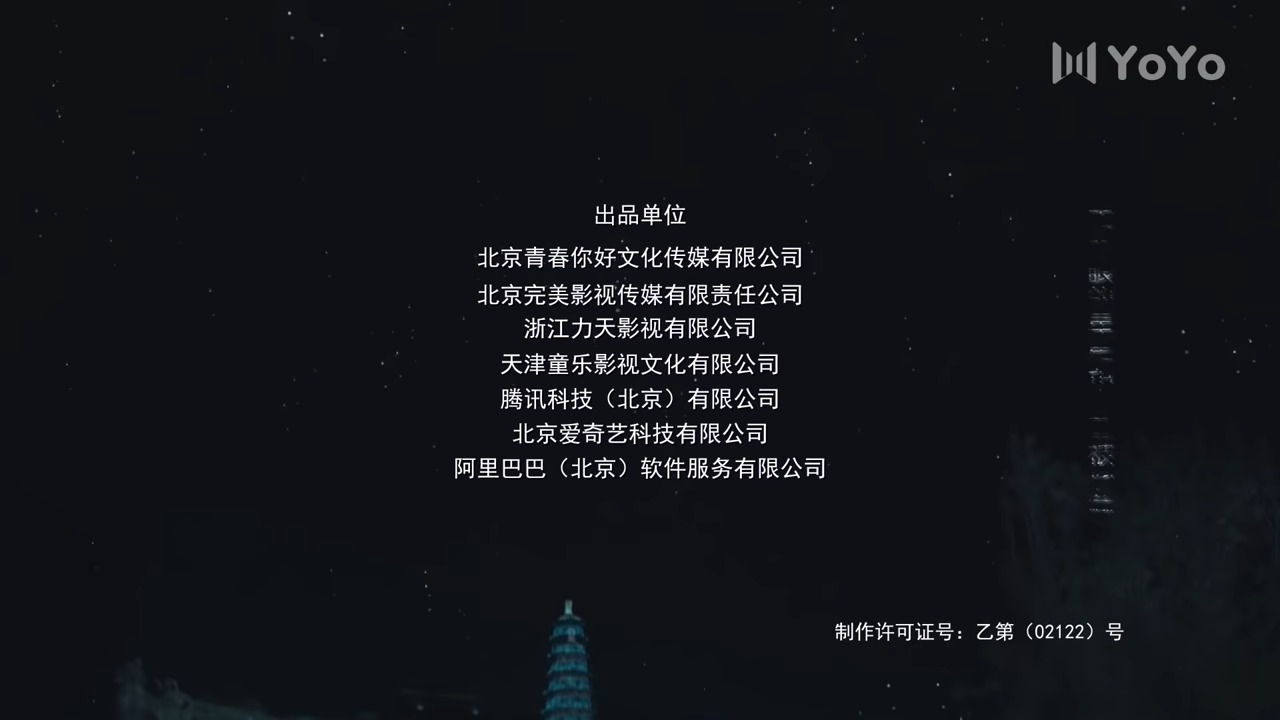 YoYo
出品单位
北京青春你好文化传媒有限公司
北京完美影视传媒有限责任公司
浙江力天影视有限公司
天津童乐影视文化有限公司
腾讯科技（北京）有限公司
北京爱奇艺科技有限公司
阿里巴巴（北京）软件服务有限公司
制作许可证号：乙第（02122）号